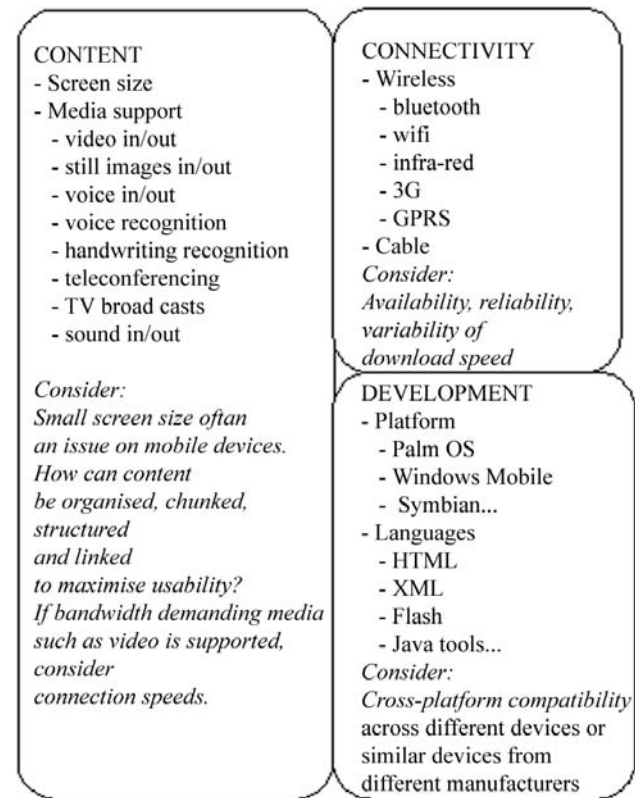 CONTENT
- Screen size
- Media support
- video in/out
- still images in/out
- voice in/out
- voice recognition
- handwriting recognition
- teleconferencing
- TV broad casts
- sound in/out
Consider:
Small screen size oftan
an issue on mobile devices.
How can content
be organised, chunked,
structured
and linked
to maximise usability?
If bandwidth demanding media
such as video is supported,
consider
connection speeds.
CONNECTIVITY
- Wireless
- bluetooth
- wifi
- infra-red
- 3G
- GPRS
- Cable
Consider:
Availability, reliability,
variability of
download speed
DEVELOPMENT
- Platform
- Palm OS
- Windows Mobile
- Symbian...
- Languages
- HTML
- XML
- Flash
- Java tools...
Consider:
Cross-platform compatibility
across different devices or
similar devices from
different manufacturers